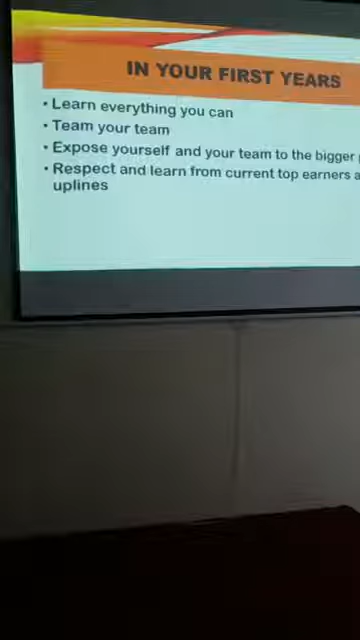 IN YOUR FIRST YEARS
• Learn everything you can
• Team your team
• Expose yourself and your team to the bigger
• Respect and learn from current top earners
uplines